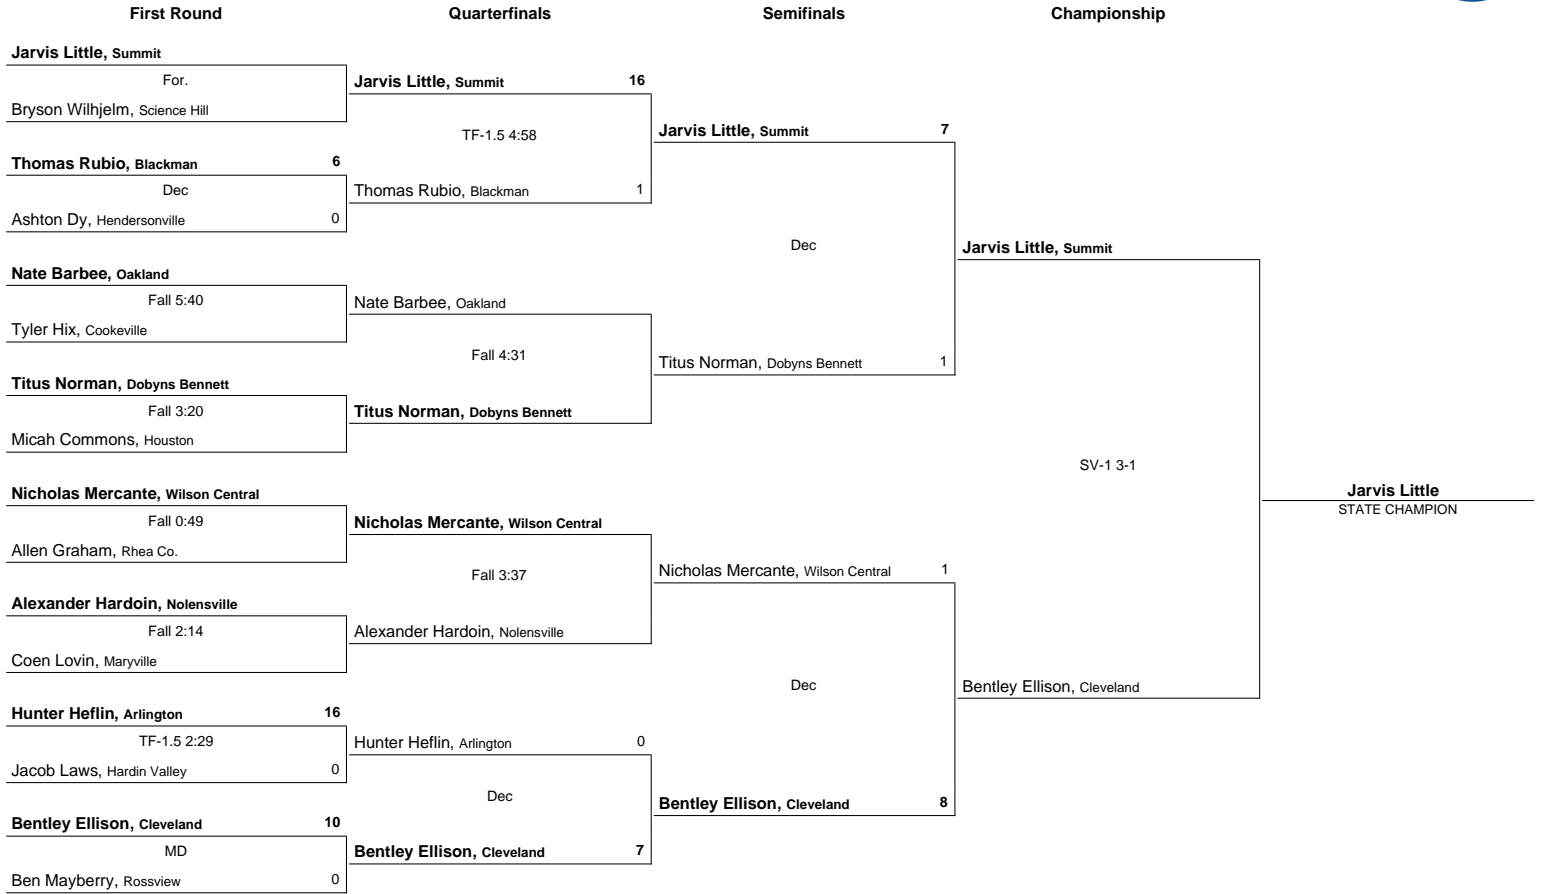 First Round
Quarterfinals
Semifinals
Championship
Jarvis Little, Summit
For.
Bryson Wilhjelm, Science Hill
Thomas Rubio, Blackman 6
Dec
Ashton Dy, Hendersonville 0
Nate Barbee, Oakland
Fall 5:40
Tyler Hix, Cookeville
Titus Norman, Dobyns Bennett
Fall 3:20
Micah Commons, Houston
Nicholas Mercante, Wilson Central
Fall 0:49
Allen Graham, Rhea Co.
Alexander Hardoin, Nolensville
Fall 2:14
Coen Lovin, Maryville
Hunter Heflin, Arlington 16
TF-1.5 2:29
Jacob Laws, Hardin Valley 0
Bentley Ellison, Cleveland 10
MD
Ben Mayberry, Rossview 0
Jarvis Little, Summit 16
TF-1.5 4:58
Thomas Rubio, Blackman 1
Nate Barbee, Oakland
Fall 4:31
Titus Norman, Dobyns Bennett
Nicholas Mercante, Wilson Central
Fall 3:37
Alexander Hardoin, Nolensville
Hunter Heflin, Arlington 0
Dec
Bentley Ellison, Cleveland 7
Jarvis Little, Summit 7
Dec
Titus Norman, Dobyns Bennett 1
Nicholas Mercante, Wilson Central 1
Dec
Bentley Ellison, Cleveland 8
Jarvis Little, Summit
SV-1 3-1
Bentley Ellison, Cleveland
Jarvis Little
STATE CHAMPION